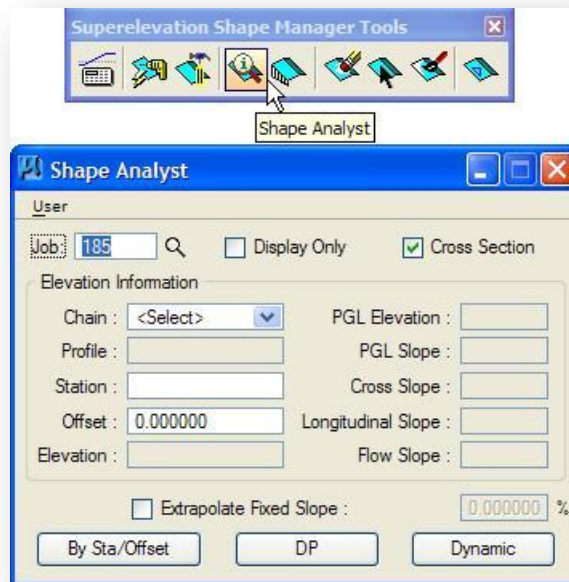 Superelevation Shape Manager Tools
Shape Analyst
Shape Analyst
User
Job: 185 Display Only Cross Section
Elevation Information
Chain : <Select> PGL Elevation :
Profile : PGL Slope :
Station : Cross Slope :
Offset : 0.000000 Longitudinal Slope :
Elevation : Flow Slope :
Extrapolate Fixed Slope : 0.000000 %
By Sta/Offset DP Dynamic